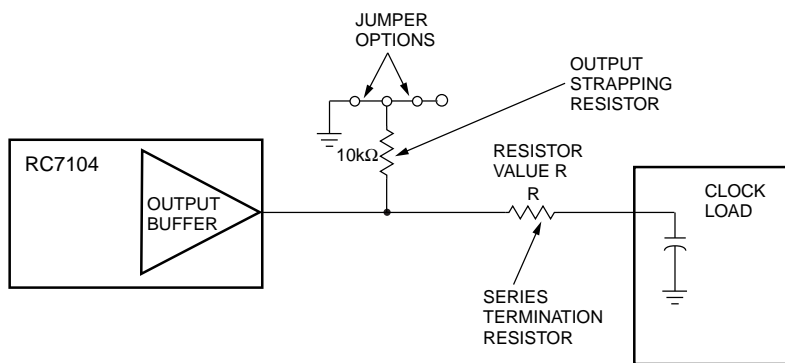 JUMPER
OPTIONS
OUTPUT
STRAPPING
RESISTOR
RC7104
10kΩ
RESISTOR
VALUE R
R
CLOCK
LOAD
OUTPUT
BUFFER
SERIES
TERMINATION
RESISTOR